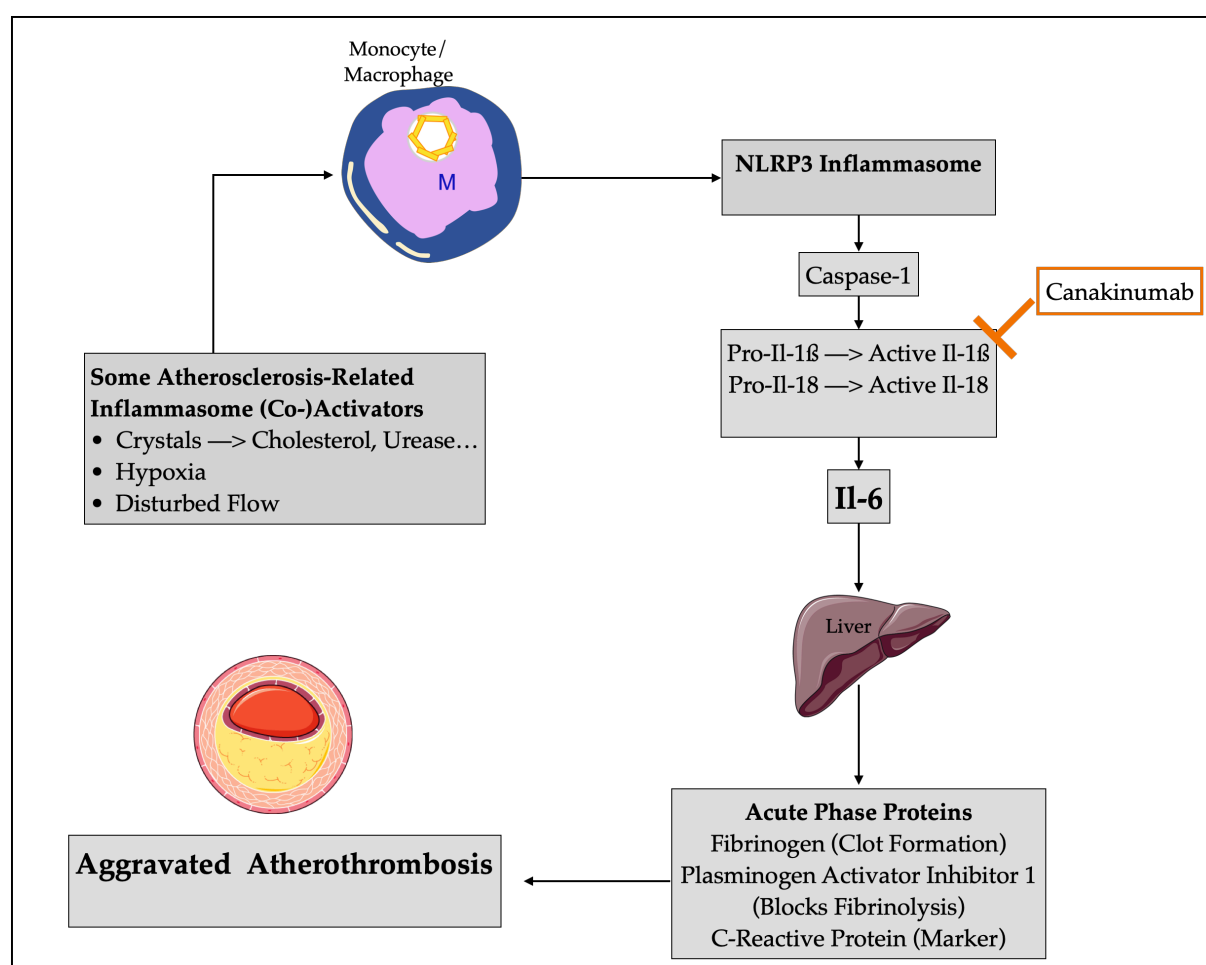 Monocyte/
Macrophage
M
NLRP3 Inflammasome
Caspase-1
Canakinumab
Pro-Il-1ß —> Active Il-1ß
Pro-Il-18 —> Active Il-18
Some Atherosclerosis-Related
Inflammasome (Co-)Activators
• Crystals —> Cholesterol, Urease…
• Hypoxia
• Disturbed Flow
Il-6
Liver
Acute Phase Proteins
Fibrinogen (Clot Formation)
Plasminogen Activator Inhibitor 1
(Blocks Fibrinolysis)
C-Reactive Protein (Marker)
Aggravated Atherothrombosis